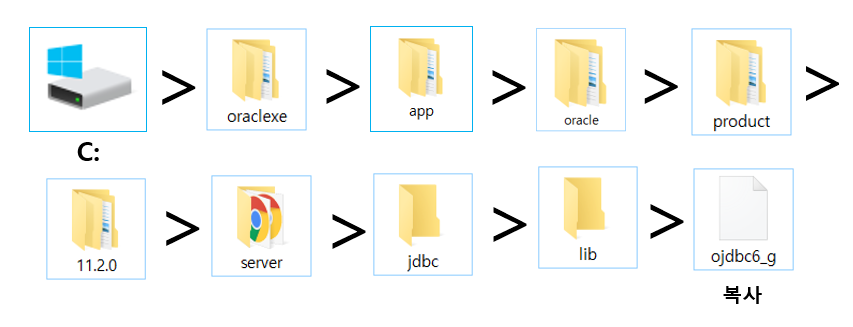 oraclexe
app
oracle
product
C:
11.2.0
server
jdbc
lib
ojdbc6_g
복사